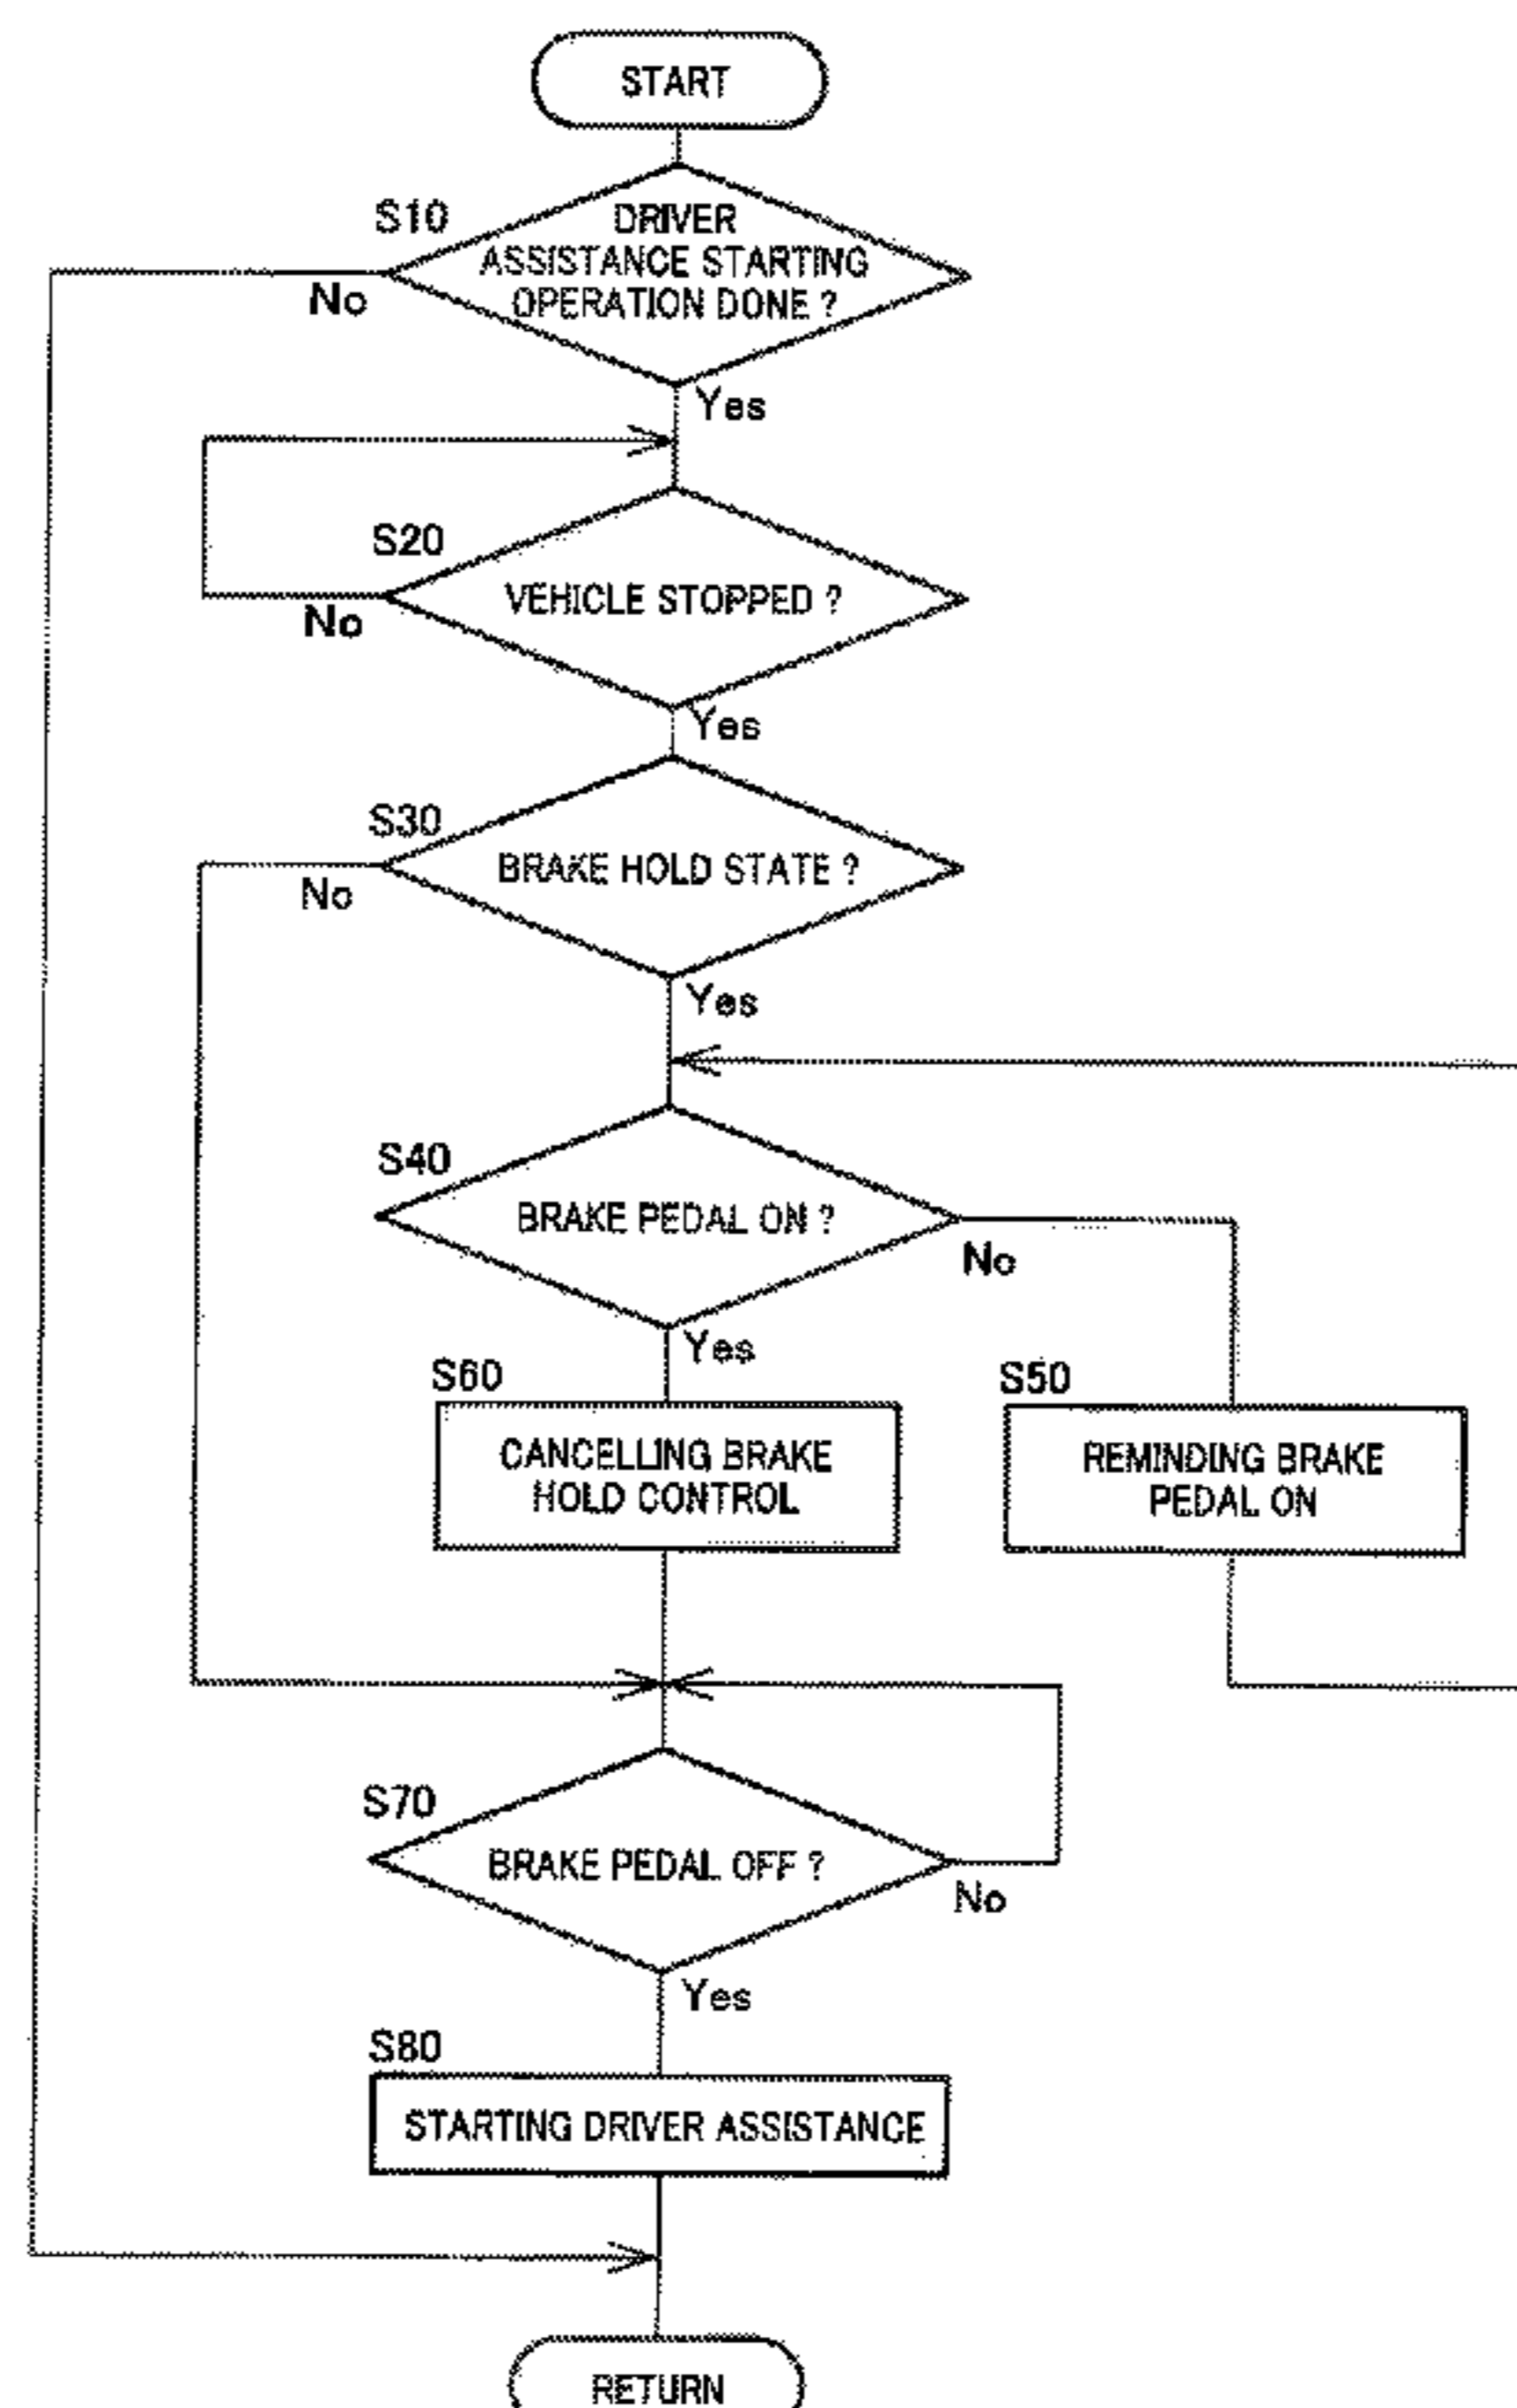 START
S10
DRIVER
ASSISTANCE STARTING
OPERATION DONE ?
No
Yes
S20
VEHICLE STOPPED ?
No
Yes
S30
BRAKE HOLD STATE ?
No
Yes
S40
BRAKE PEDAL ON ?
No
Yes
S60
CANCELLING BRAKE
HOLD CONTROL
S50
REMINDING BRAKE
PEDAL ON
S70
BRAKE PEDAL OFF ?
No
Yes
S80
STARTING DRIVER ASSISTANCE
RETURN